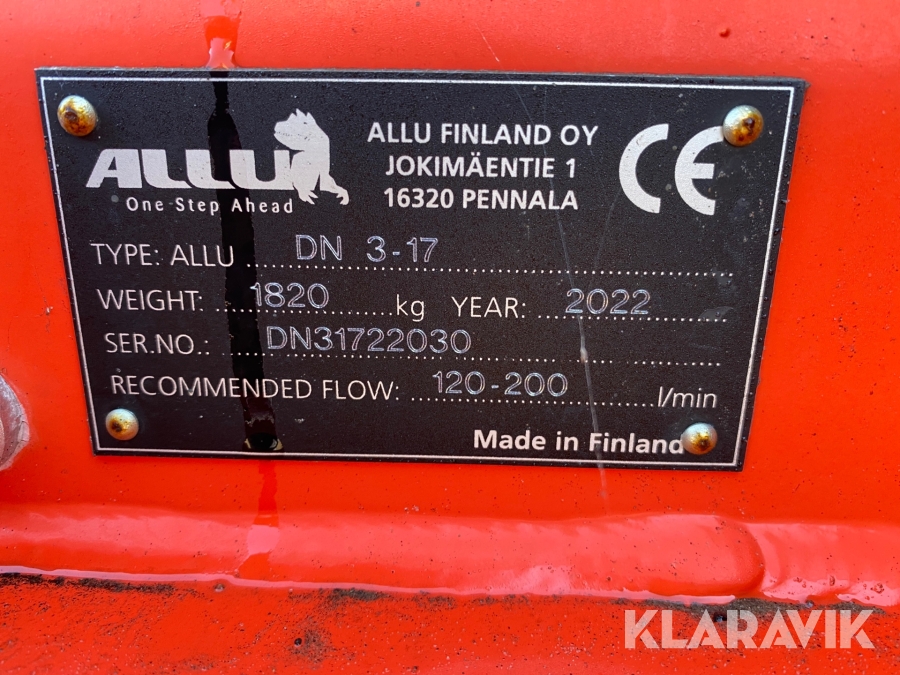 ALLU
One Step Ahead
ALLU FINLAND OY
JOKIMÄENTIE 1
16320 PENNALA
CE
TYPE: ALLU DN 3-17
WEIGHT: 1820 kg YEAR: 2022
SER.NO.: DN31722030
RECOMMENDED FLOW: 120-200 l/min
Made in Finland
KLARAVIK